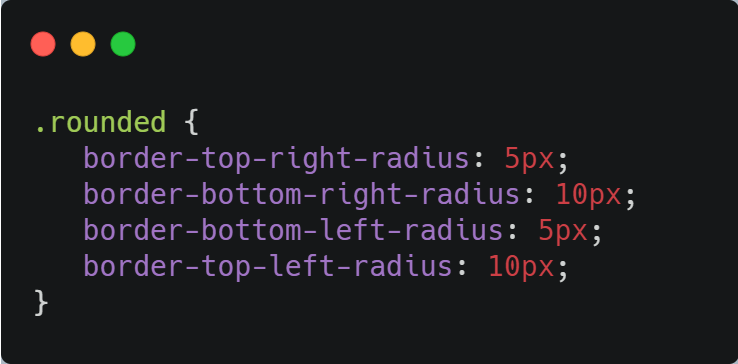 .rounded {
   border-top-right-radius: 5px;
   border-bottom-right-radius: 10px;
   border-bottom-left-radius: 5px;
   border-top-left-radius: 10px;
}